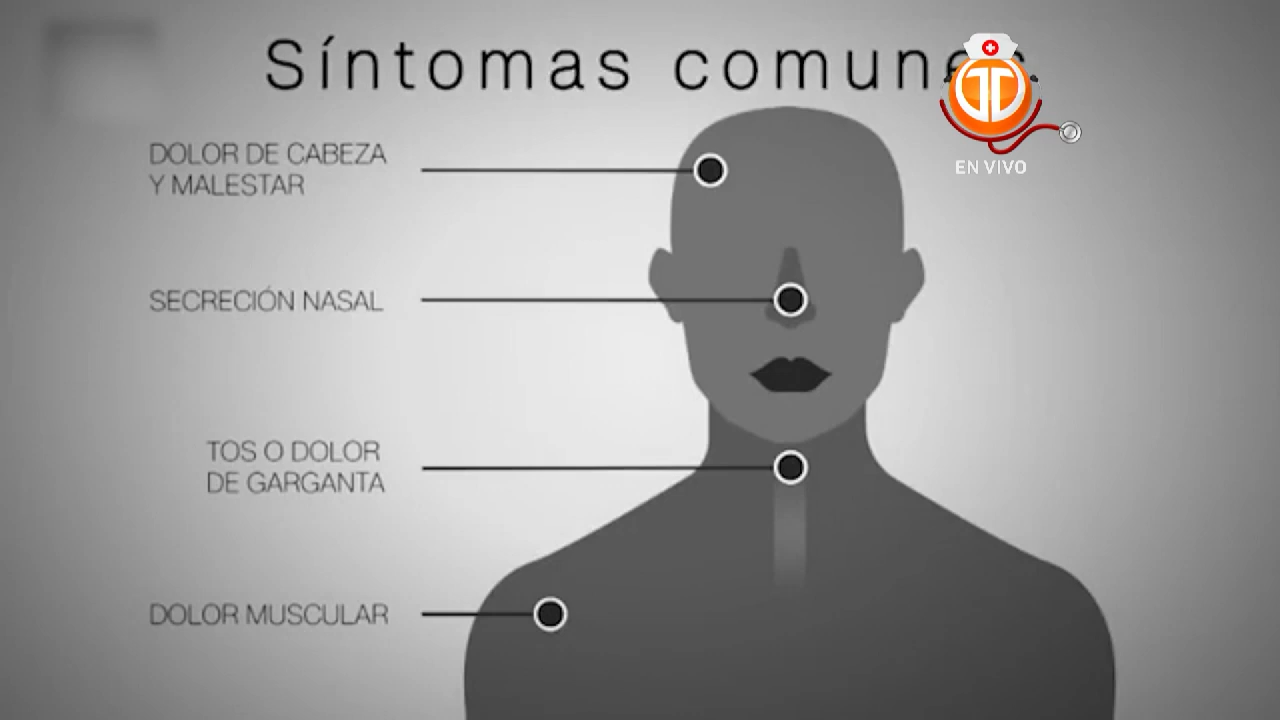 Síntomas comunes
DOLOR DE CABEZA
Y MALESTAR
EN VIVO
SECRECIÓN NASAL
TOS O DOLOR
DE GARGANTA
DOLOR MUSCULAR